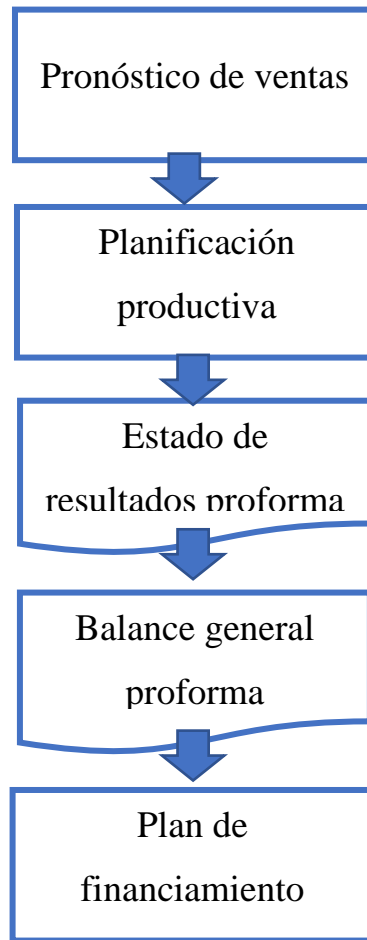 Pronóstico de ventas
Planificación
productiva
Estado de
resultados proforma
Balance general
proforma
Plan de
financiamiento